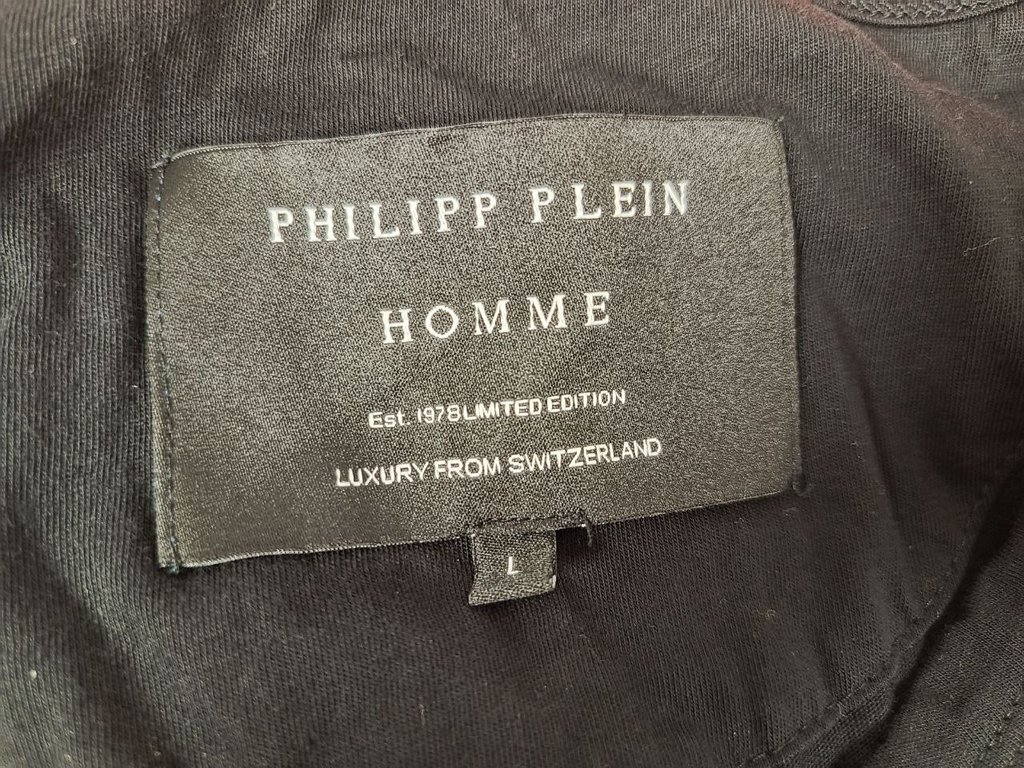 PHILIPP PLEIN
HOMME
Est. 1978 LIMITED EDITION
LUXURY FROM SWITZERLAND
L